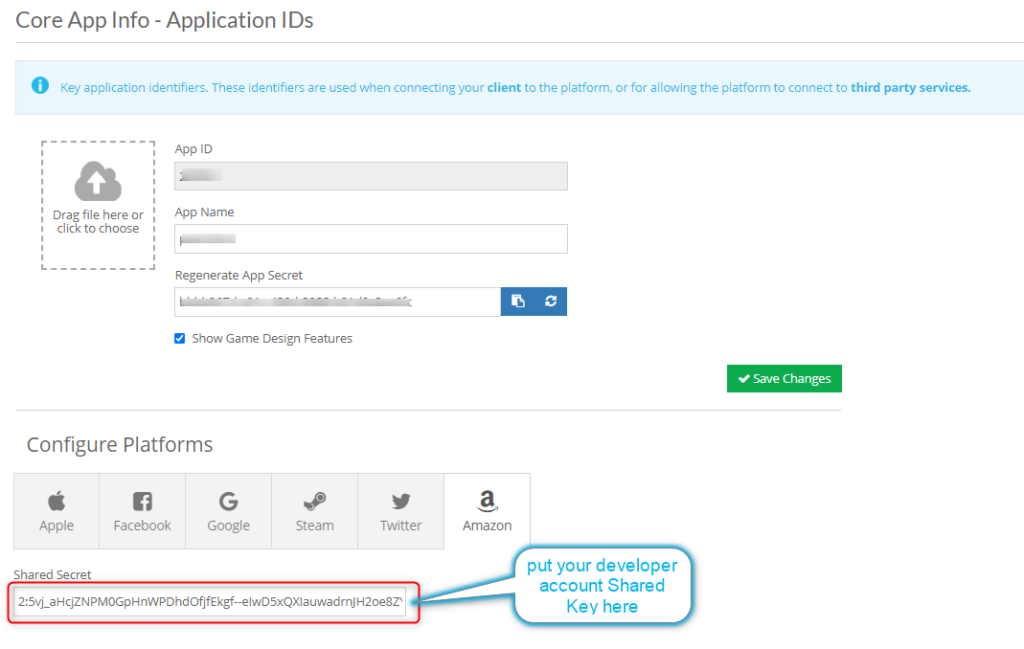 Core App Info - Application IDs
Key application identifiers. These identifiers are used when connecting your client to the platform, or for allowing the platform to connect to third party services.
Drag file here or
click to choose
App ID
App Name
Regenerate App Secret
Show Game Design Features
Save Changes
Configure Platforms
Apple
Facebook
Google
Steam
Twitter
a
Amazon
Shared Secret
2:5vj_aHcjZNPM0GpHnWPDhdOfjfEkgf--eIwD5xQXIauwadrnJH2oe8Z
put your developer
account Shared
Key here